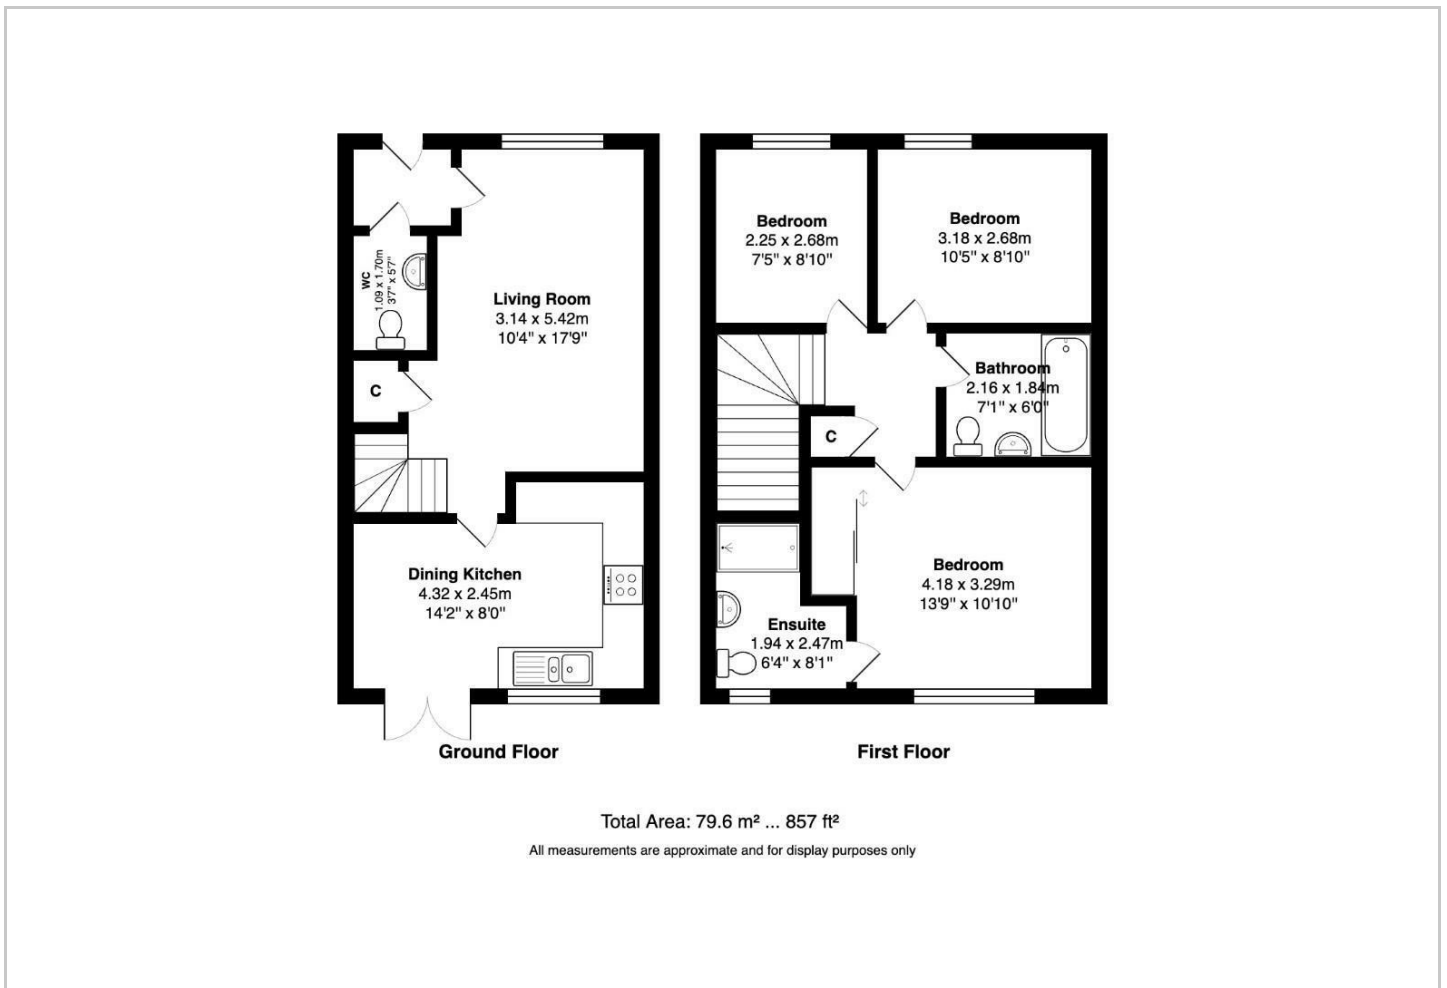 WC
1.09 x 1.70m
3'7" x 5'7"
C
Living Room
3.14 x 5.42m
10'4" x 17'9"
Dining Kitchen
4.32 x 2.45m
14'2" x 8'0"
Ground Floor
Bedroom
2.25 x 2.68m
7'5" x 8'10"
Bedroom
3.18 x 2.68m
10'5" x 8'10"
Bathroom
2.16 x 1.84m
7'1" x 6'0"
C
Bedroom
4.18 x 3.29m
13'9" x 10'10"
Ensuite
1.94 x 2.47m
6'4" x 8'1"
First Floor
Total Area: 79.6 m² ... 857 ft²
All measurements are approximate and for display purposes only